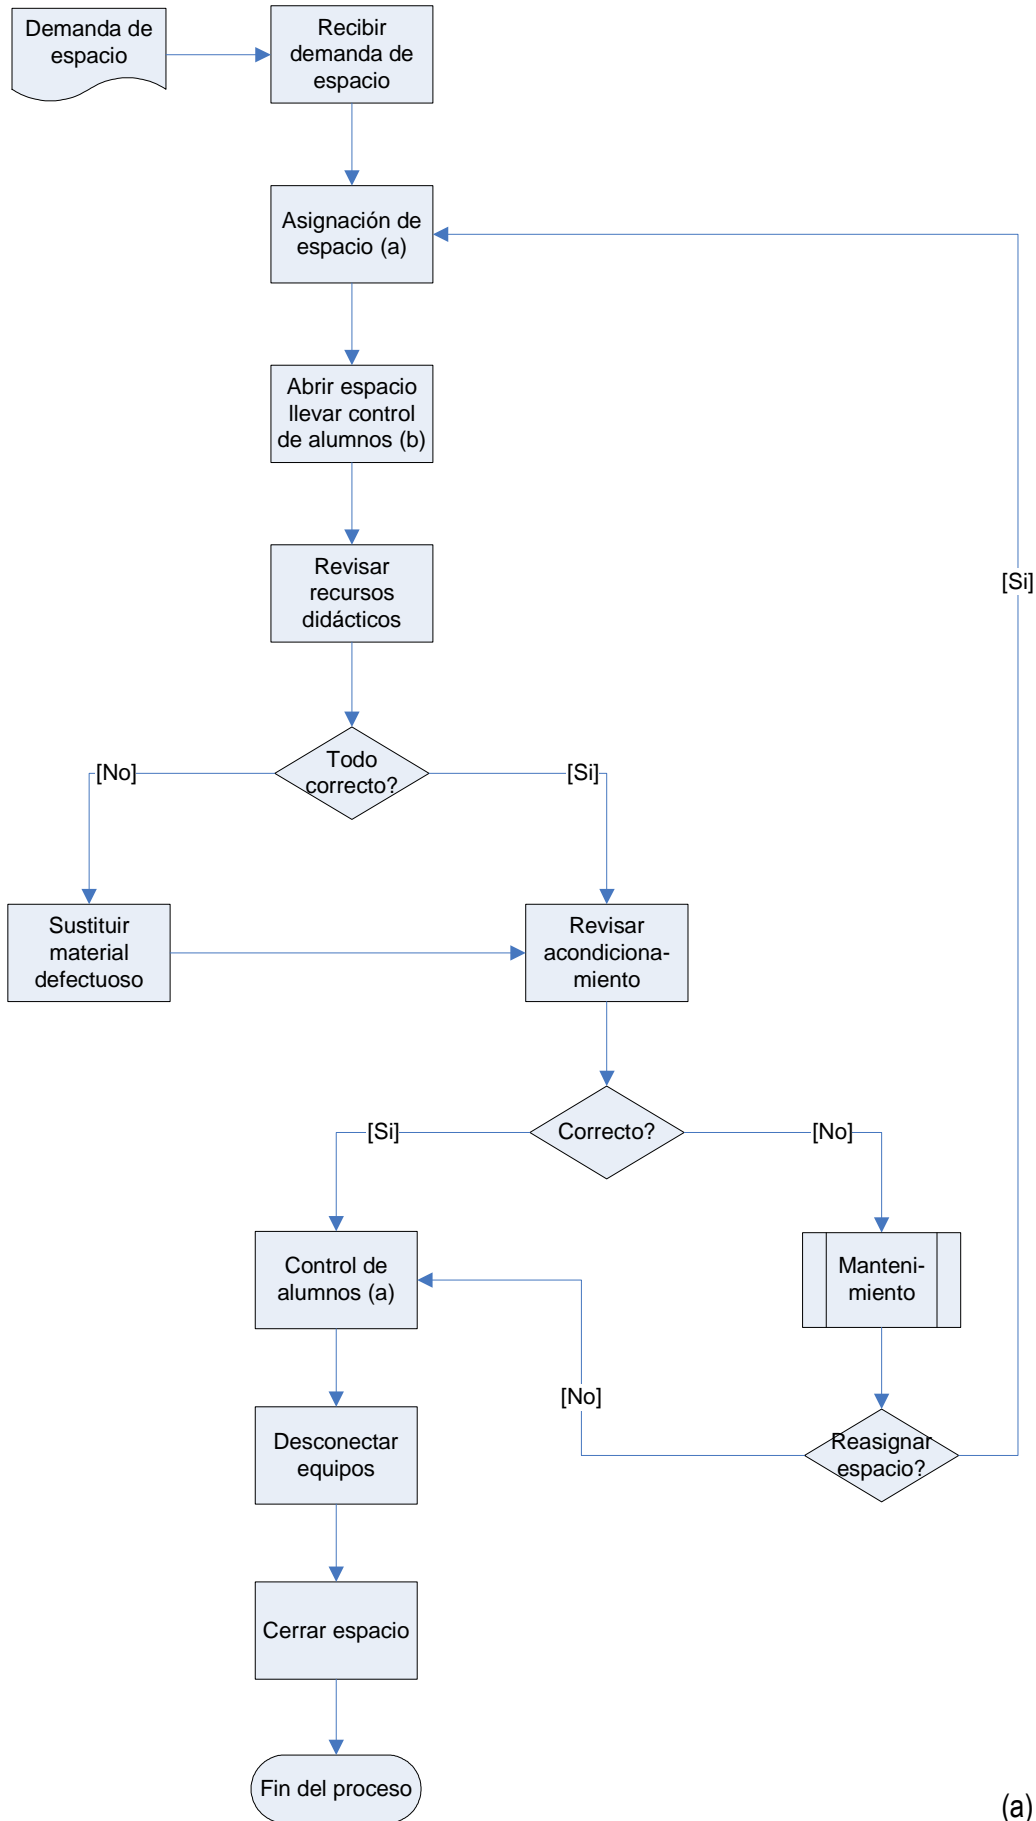 Demanda de
espacio
Recibir
demanda de
espacio
Asignación de
espacio (a)
Abrir espacio
llevar control
de alumnos (b)
Revisar
recursos
didácticos
[Si]
Todo
correcto?
[No]
[Si]
Sustituir
material
defectuoso
Revisar
acondiciona-
miento
Correcto?
[Si]
[No]
Control de
alumnos (a)
Manteni-
miento
[No]
Desconectar
equipos
Reasignar
espacio?
Cerrar espacio
Fin del proceso
(a)